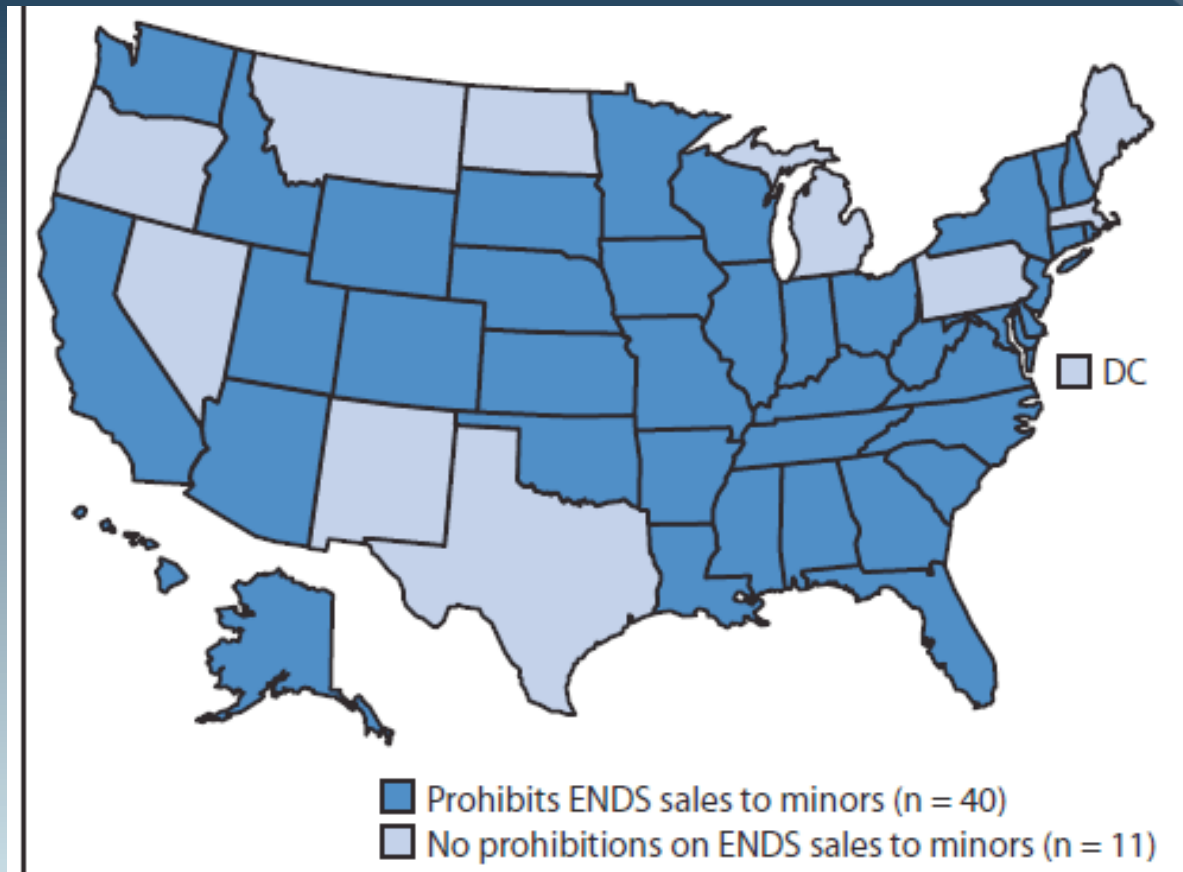 DC
Prohibits ENDS sales to minors (n = 40)
No prohibitions on ENDS sales to minors (n = 11)